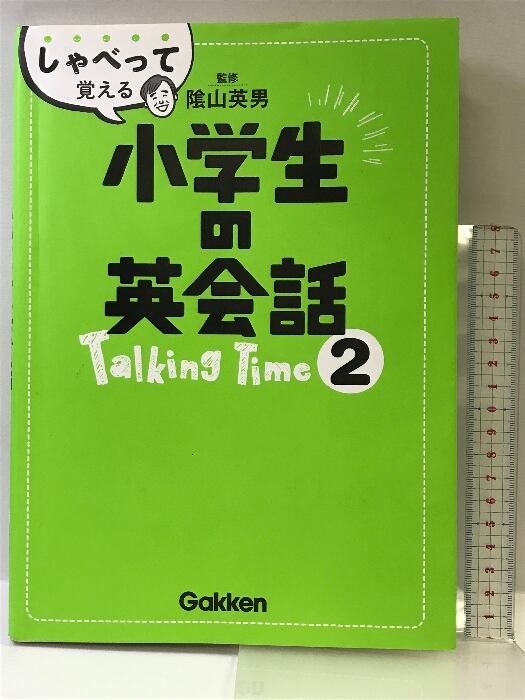 しゃべって
覚える
監修
陰山英男
小学生
の
英会話
Talking Time 2
Gakken